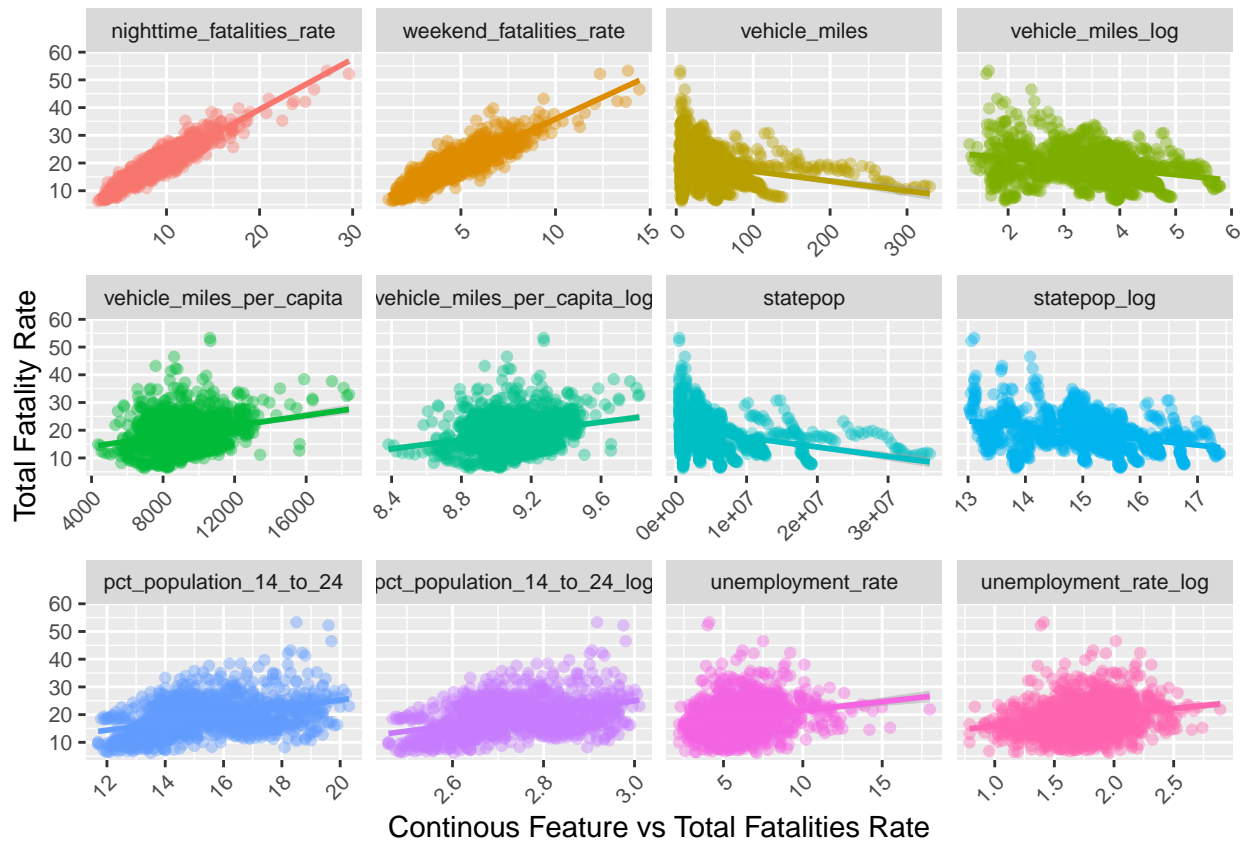 nighttime_fatalities_rate weekend_fatalities_rate vehicle_miles vehicle_miles_log
60
50
40
30
20
10
10 20 30 5 10 15 0 100 200 300 2 3 4 5 6
vehicle_miles_per_capita vehicle_miles_per_capita_log statepop statepop_log
60
50
40
30
20
10
4000 8000 12000 16000 8.4 8.8 9.2 9.6 0e+00 1e+07 2e+07 3e+07 13 14 15 16 17
pct_population_14_to_24 pct_population_14_to_24_log unemployment_rate unemployment_rate_log
60
50
40
30
20
10
12 14 16 18 20 2.6 2.8 3.0 5 10 15 1.0 1.5 2.0 2.5
Total Fatality Rate
Continous Feature vs Total Fatalities Rate